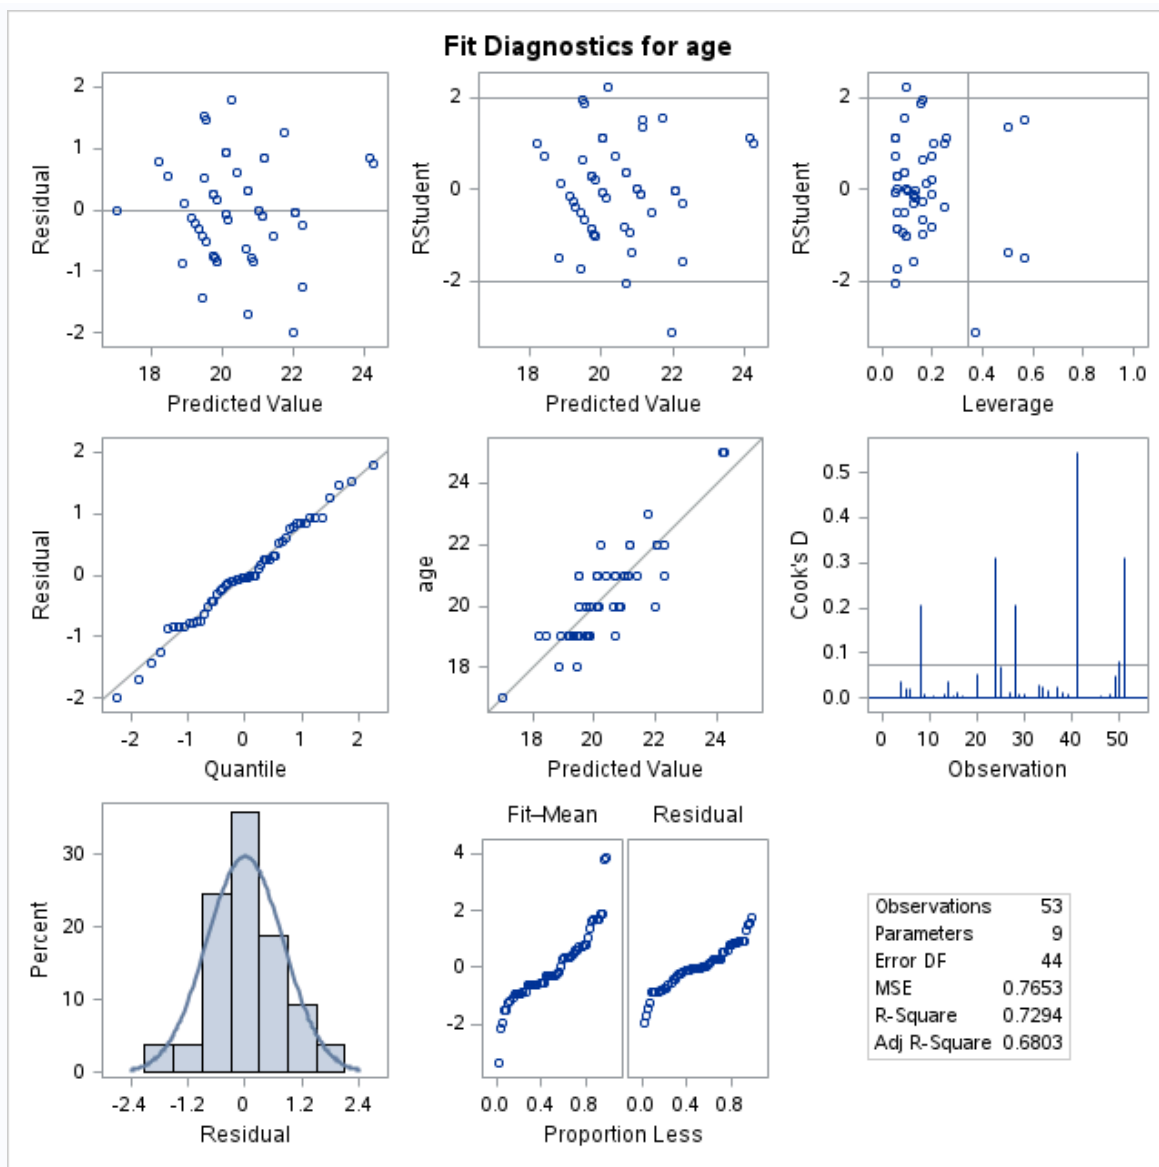 Fit Diagnostics for age
Residual
2
1
0
-1
-2
18 20 22 24
Predicted Value
RStudent
2
0
-2
18 20 22 24
Predicted Value
RStudent
2
0
-2
0.0 0.2 0.4 0.6 0.8 1.0
Leverage
Residual
2
1
0
-1
-2
-2 -1 0 1 2
Quantile
age
24
22
20
18
18 20 22 24
Predicted Value
Cook's D
0.5
0.4
0.3
0.2
0.1
0.0
0 10 20 30 40 50
Observation
Percent
30
20
10
0
-2.4 -1.2 0 1.2 2.4
Residual
Fit–Mean Residual
4
2
0
-2
0.0 0.4 0.8 0.0 0.4 0.8
Proportion Less
Observations 53
Parameters 9
Error DF 44
MSE 0.7653
R-Square 0.7294
Adj R-Square 0.6803